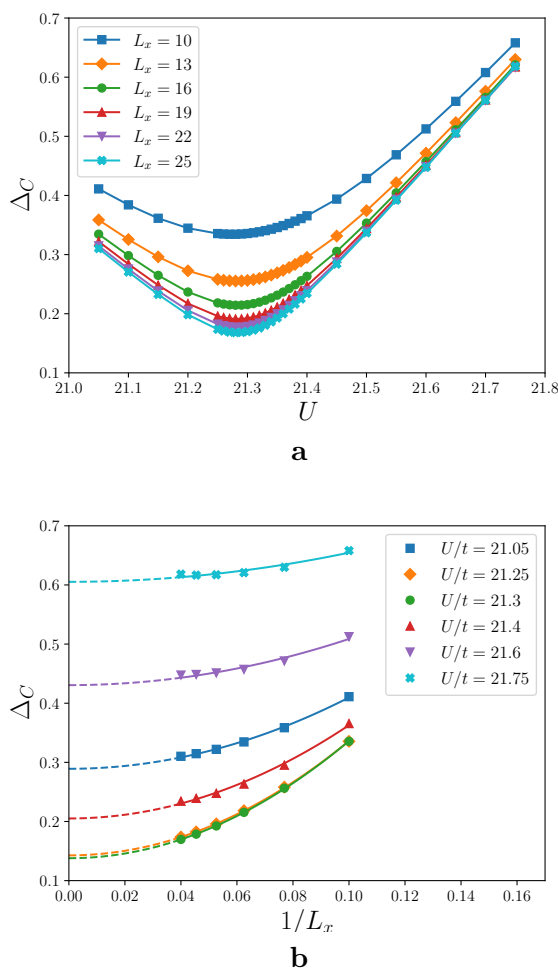 0.7
0.6
0.5
0.4
0.3
0.2
0.1
Δ_C
L_x = 10
L_x = 13
L_x = 16
L_x = 19
L_x = 22
L_x = 25
21.0 21.1 21.2 21.3 21.4 21.5 21.6 21.7 21.8
U
a
0.7
0.6
0.5
0.4
0.3
0.2
0.1
Δ_C
U/t = 21.05
U/t = 21.25
U/t = 21.3
U/t = 21.4
U/t = 21.6
U/t = 21.75
0.00 0.02 0.04 0.06 0.08 0.10 0.12 0.14 0.16
1/L_x
b